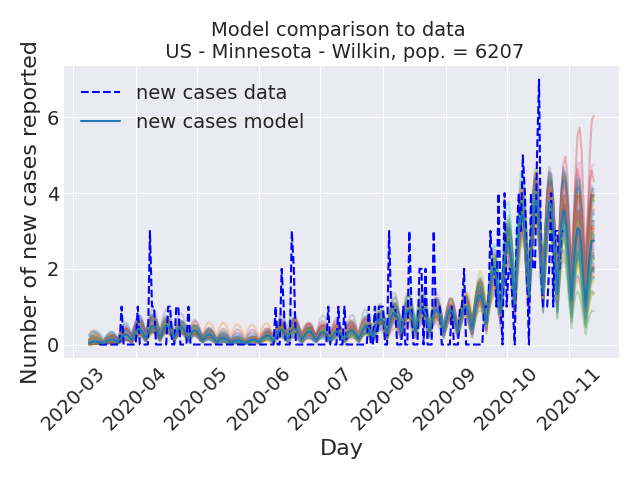 Model comparison to data
US - Minnesota - Wilkin, pop. = 6207
Number of new cases reported
new cases data
new cases model
6
4
2
0
2020-03
2020-04
2020-05
2020-06
2020-07
2020-08
2020-09
2020-10
2020-11
Day